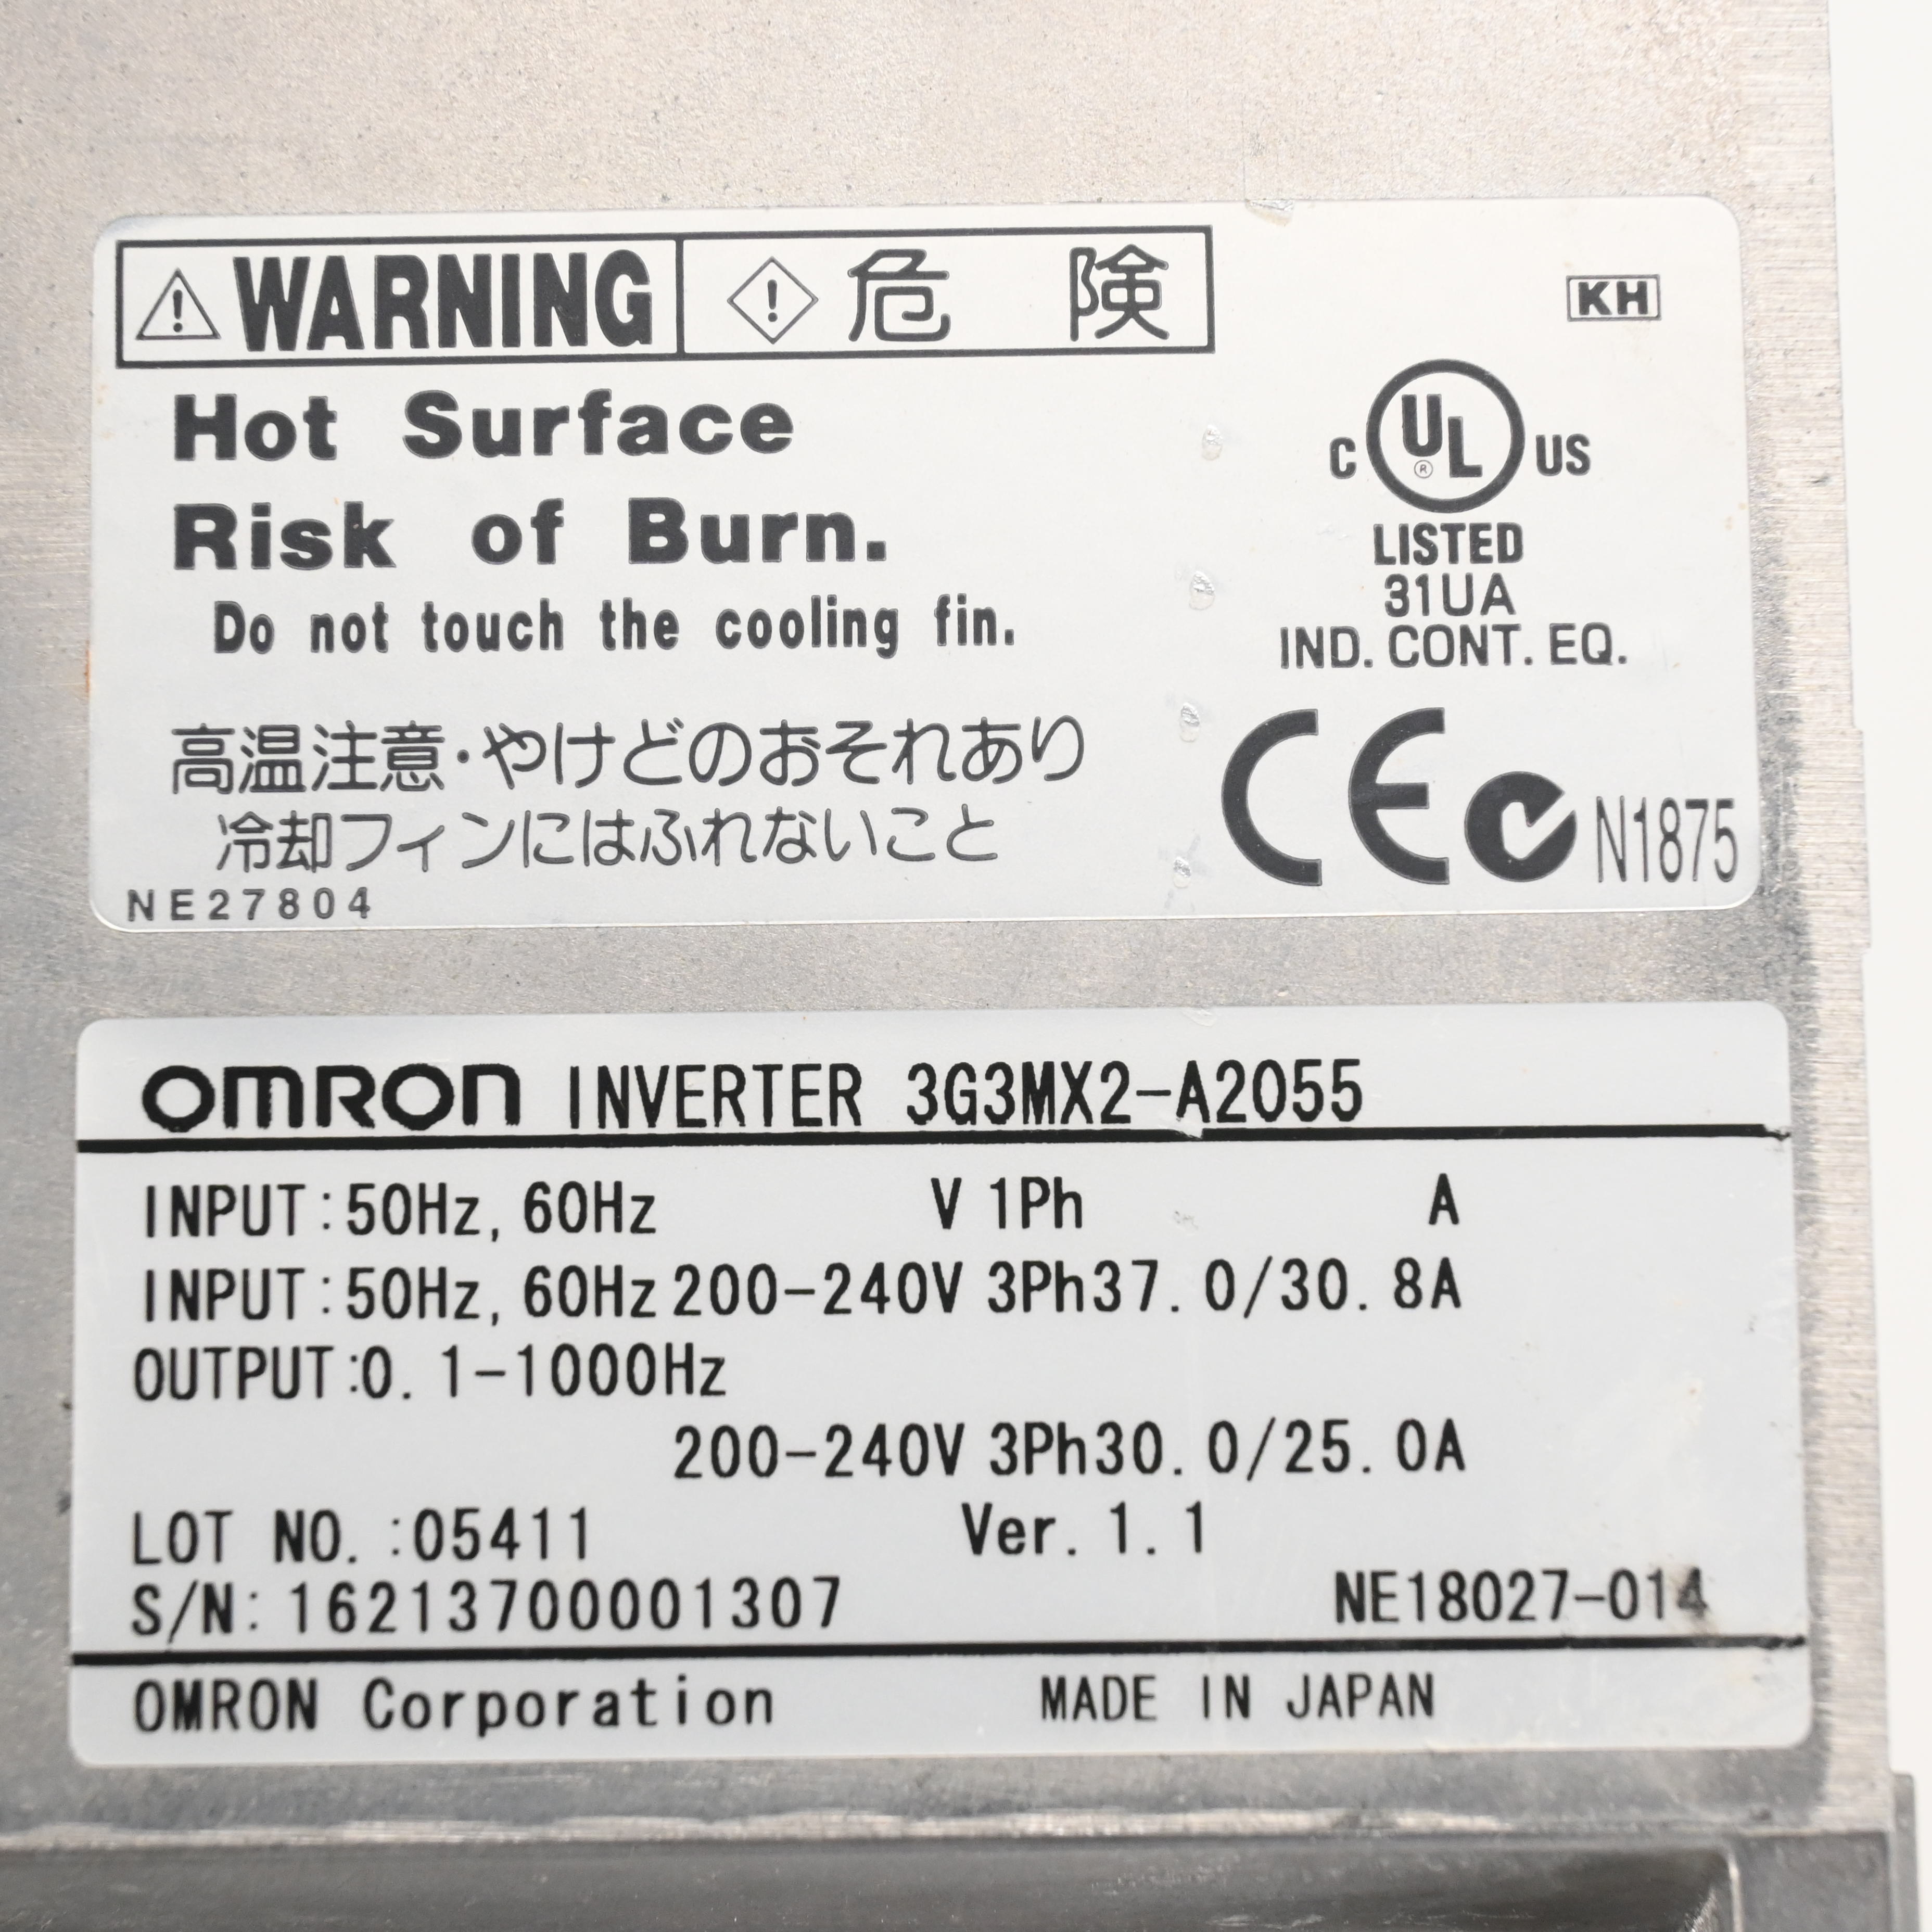 WARNING 危 険
KH
Hot Surface
Risk of Burn.
Do not touch the cooling fin.
高温注意・やけどのおそれあり
冷却フィンにはふれないこと
NE27804
C UL® US
LISTED
31UA
IND. CONT. EQ.
CE N1875
OMRON INVERTER 3G3MX2-A2055
INPUT:50Hz, 60Hz V 1Ph A
INPUT:50Hz, 60Hz 200-240V 3Ph37.0/30.8A
OUTPUT:0.1-1000Hz
200-240V 3Ph30.0/25.0A
LOT NO.:05411 Ver.1.1
S/N:16213700001307 NE18027-014
OMRON Corporation MADE IN JAPAN